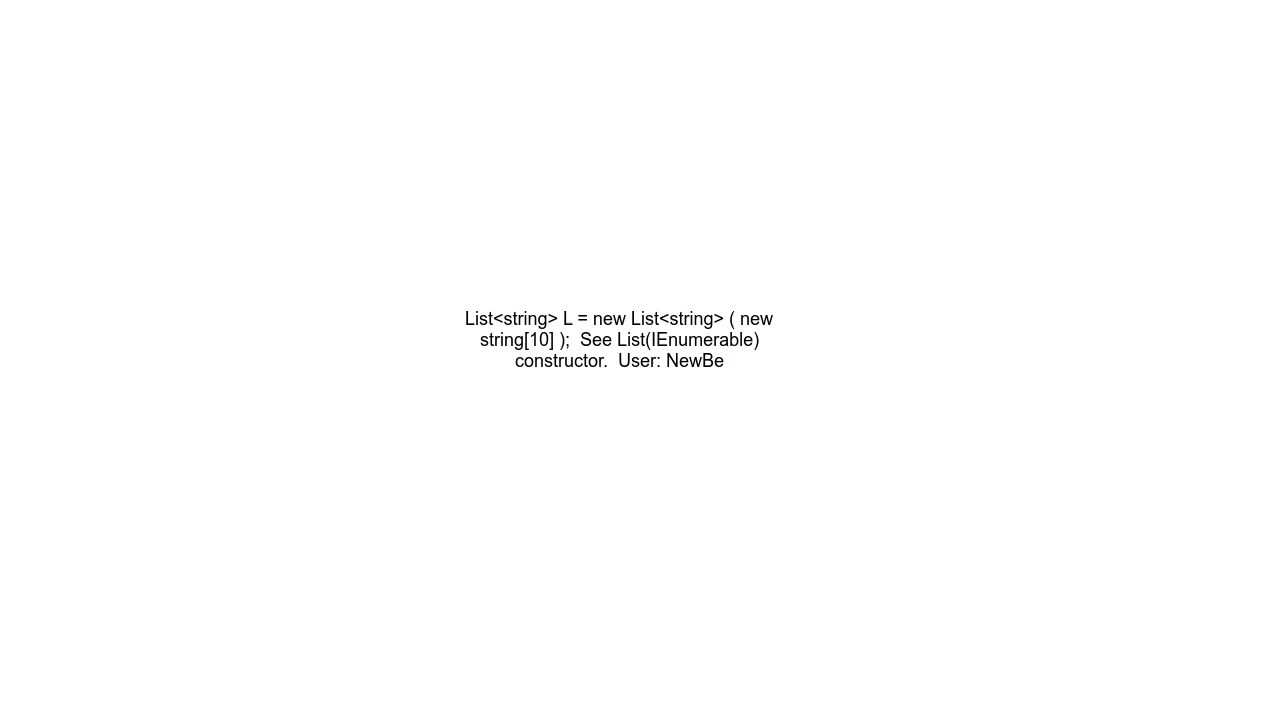 List<string> L = new List<string> ( new
string[10] );  See List(IEnumerable)
constructor.  User: NewBe